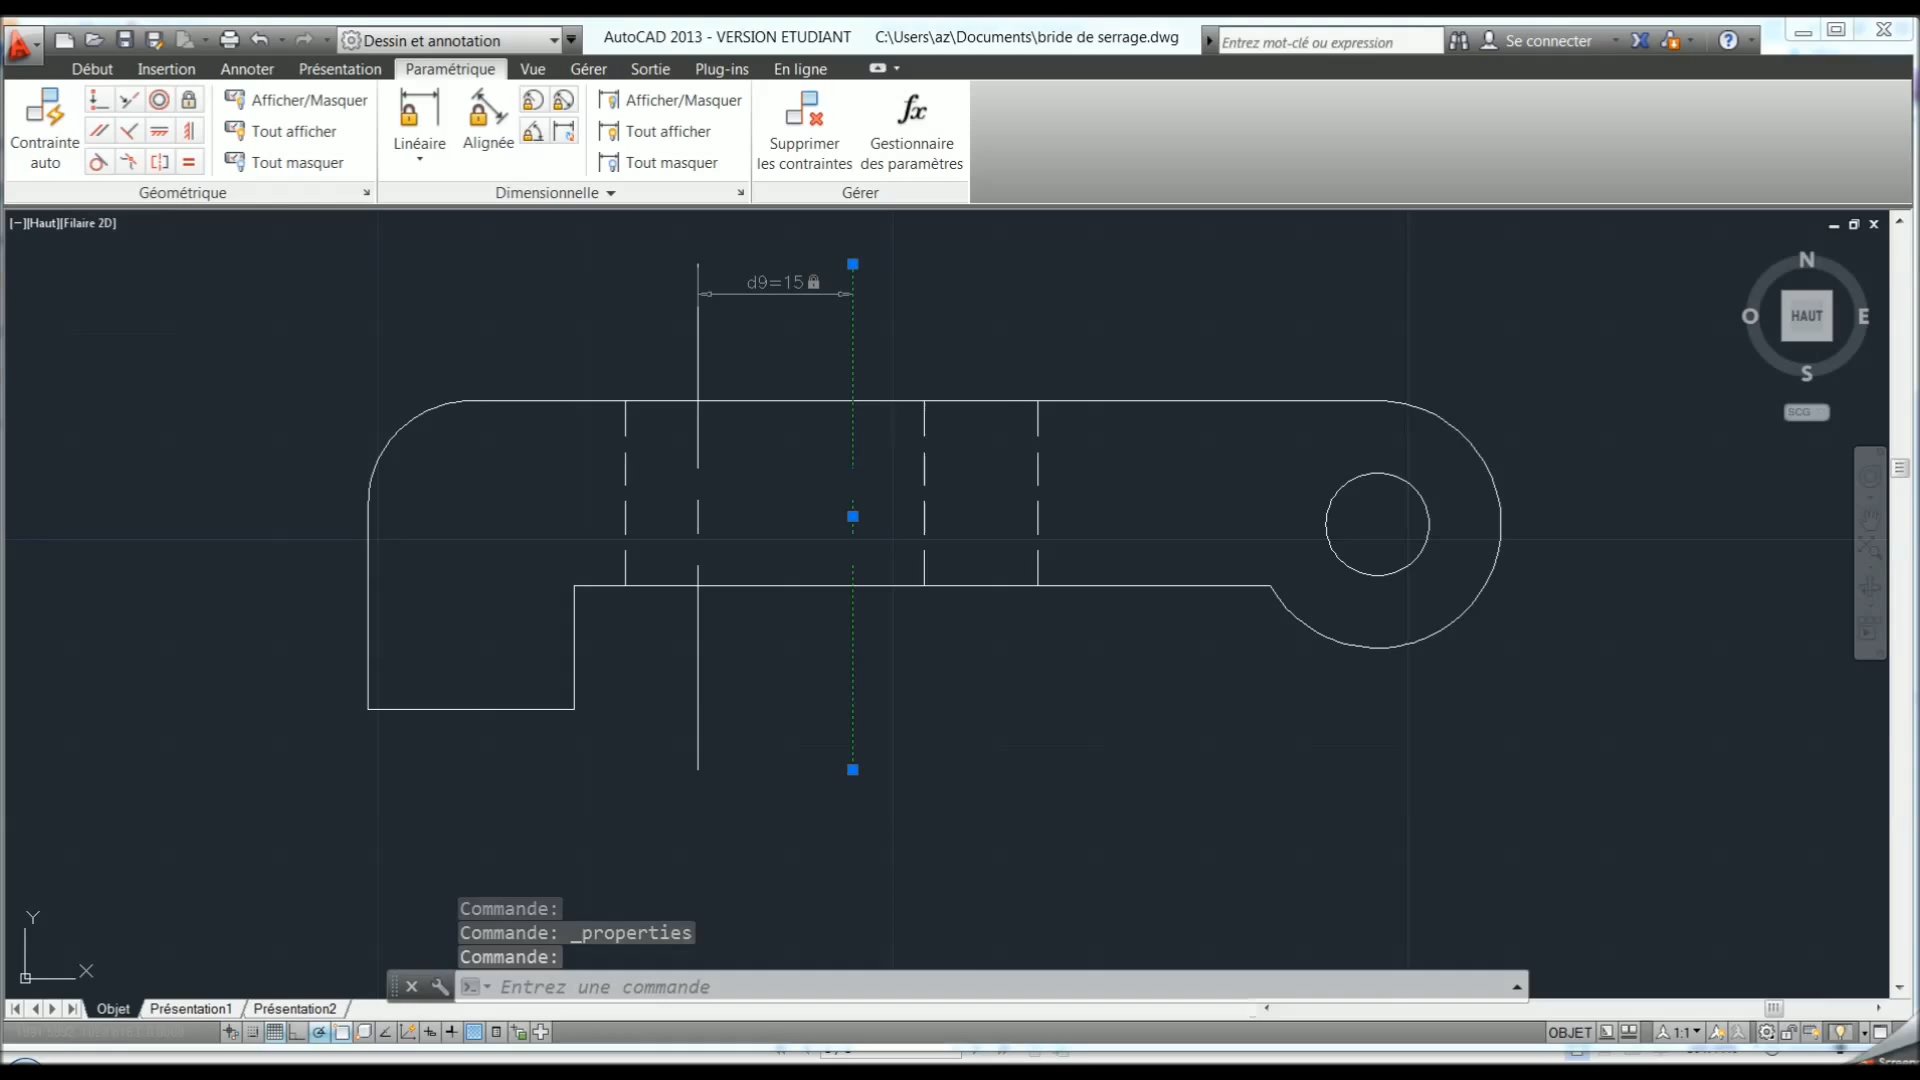 Dessin et annotation
AutoCAD 2013 - VERSION ETUDIANT C:\Users\az\Documents\bride de serrage.dwg
Entrez mot-clé ou expression
Se connecter
Début Insertion Annoter Présentation Paramétrique Vue Gérer Sortie Plug-ins En ligne
Contrainte auto
Afficher/Masquer
Tout afficher
Tout masquer
Géométrique
Linéaire
Alignée
Afficher/Masquer
Tout afficher
Tout masquer
Dimensionnelle
Supprimer
les contraintes
fx
Gestionnaire
des paramètres
Gérer
[−][Haut][Filaire 2D]
d9=15
N
O HAUT E
S
SCG
Y
X
Commande:
Commande: _properties
Commande:
Entrez une commande
Objet Présentation1 Présentation2
OBJET 1:1